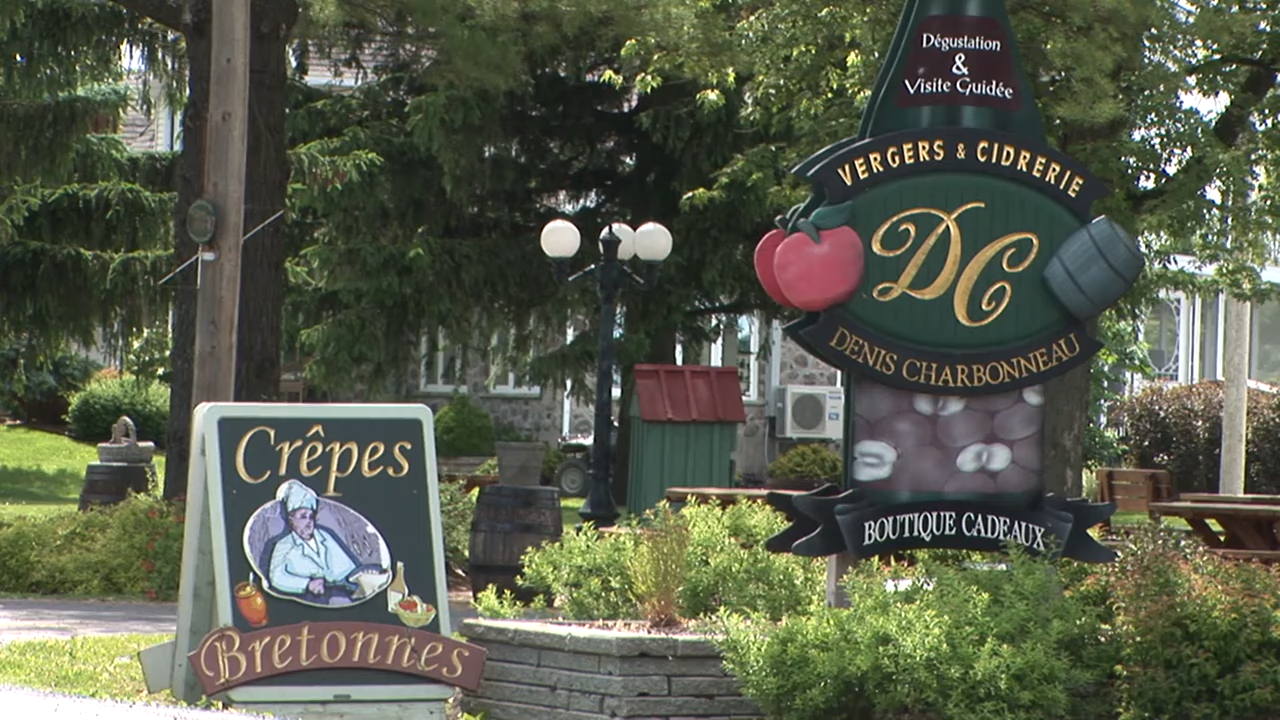 Dégustation
&
Visite Guidée
VERGERS & CIDRERIE
DC
DENIS CHARBONNEAU
BOUTIQUE CADEAUX
Crêpes
Bretonnes